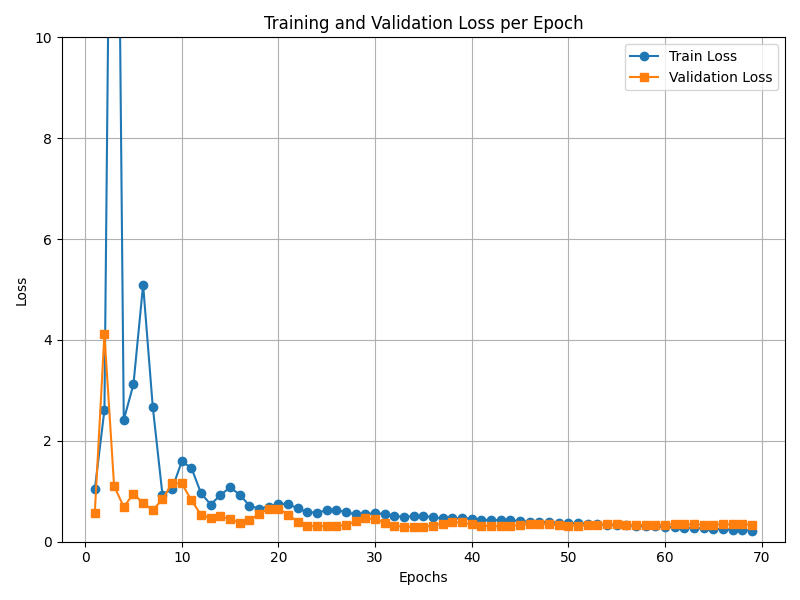 Training and Validation Loss per Epoch
Train Loss
Validation Loss
Loss
10
8
6
4
2
0
0 10 20 30 40 50 60 70
Epochs